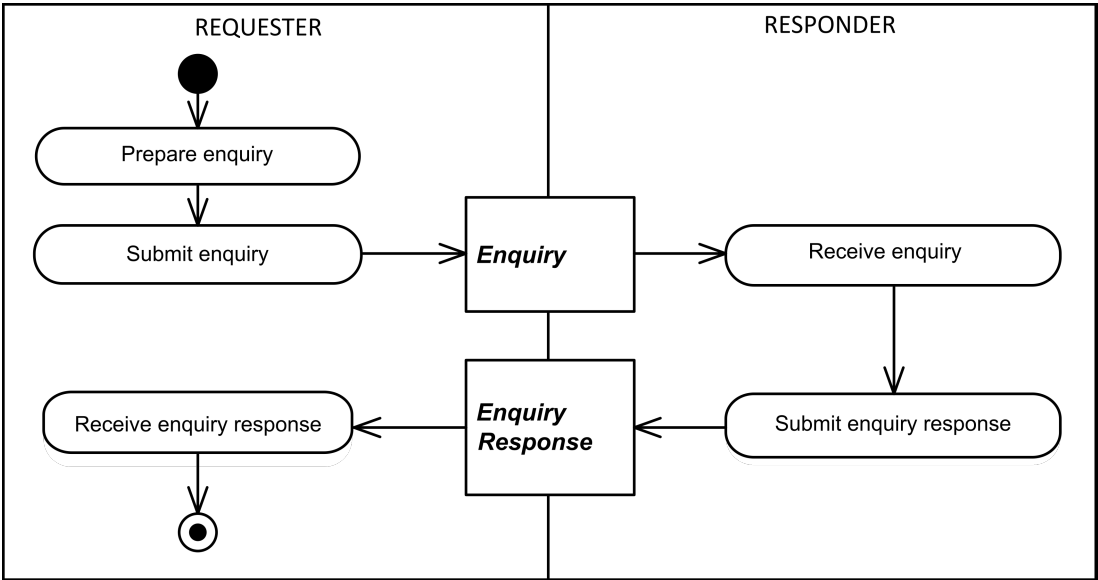 REQUESTER
RESPONDER
Prepare enquiry
Submit enquiry
Enquiry
Receive enquiry
Receive enquiry response
Enquiry
Response
Submit enquiry response